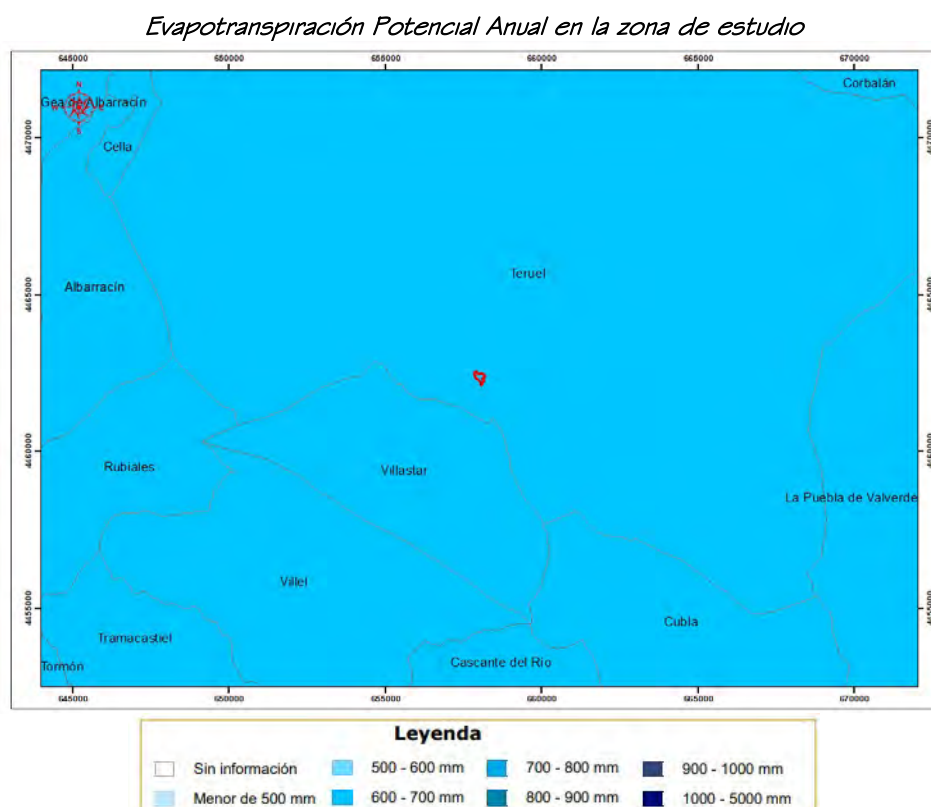 Evapotranspiración Potencial Anual en la zona de estudio
645000 650000 655000 660000 665000 670000
Corbalán
N
Gea de Albarracín
S
4470000 4470000
Cella
Teruel
Albarracín
4465000 4465000
4460000 4460000
Rubiales
Villastar
La Puebla de Valverde
Villel
4455000 4455000
Cubla
Tramacastiel
Cascante del Río
Tormón
645000 650000 655000 660000 665000 670000
Leyenda
Sin información 500 - 600 mm 700 - 800 mm 900 - 1000 mm
Menor de 500 mm 600 - 700 mm 800 - 900 mm 1000 - 5000 mm